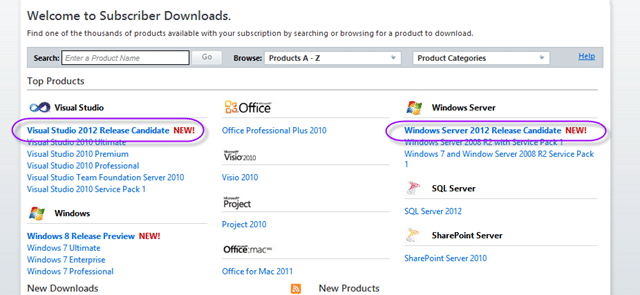 Welcome to Subscriber Downloads.
Find one of the thousands of products available with your subscription by searching or browsing for a product to download.
Search: Enter a Product Name Go Browse: Products A - Z Product Categories Help
Top Products
Visual Studio
Visual Studio 2012 Release Candidate NEW!
Visual Studio 2010 Ultimate
Visual Studio 2010 Premium
Visual Studio 2010 Professional
Visual Studio Team Foundation Server 2010
Visual Studio 2010 Service Pack 1
Windows
Windows 8 Release Preview NEW!
Windows 7 Ultimate
Windows 7 Enterprise
Windows 7 Professional
Microsoft
Office
Office Professional Plus 2010
Microsoft
Visio 2010
Visio 2010
Microsoft
Project
Project 2010
Microsoft
Office:mac
Office for Mac 2011
Windows Server
Windows Server 2012 Release Candidate NEW!
Windows Server 2008 R2 with Service Pack 1
Windows 7 and Window Server 2008 R2 Service Pack
1
SQL Server
SQL Server 2012
SharePoint Server
SharePoint Server 2010
New Downloads
New Products